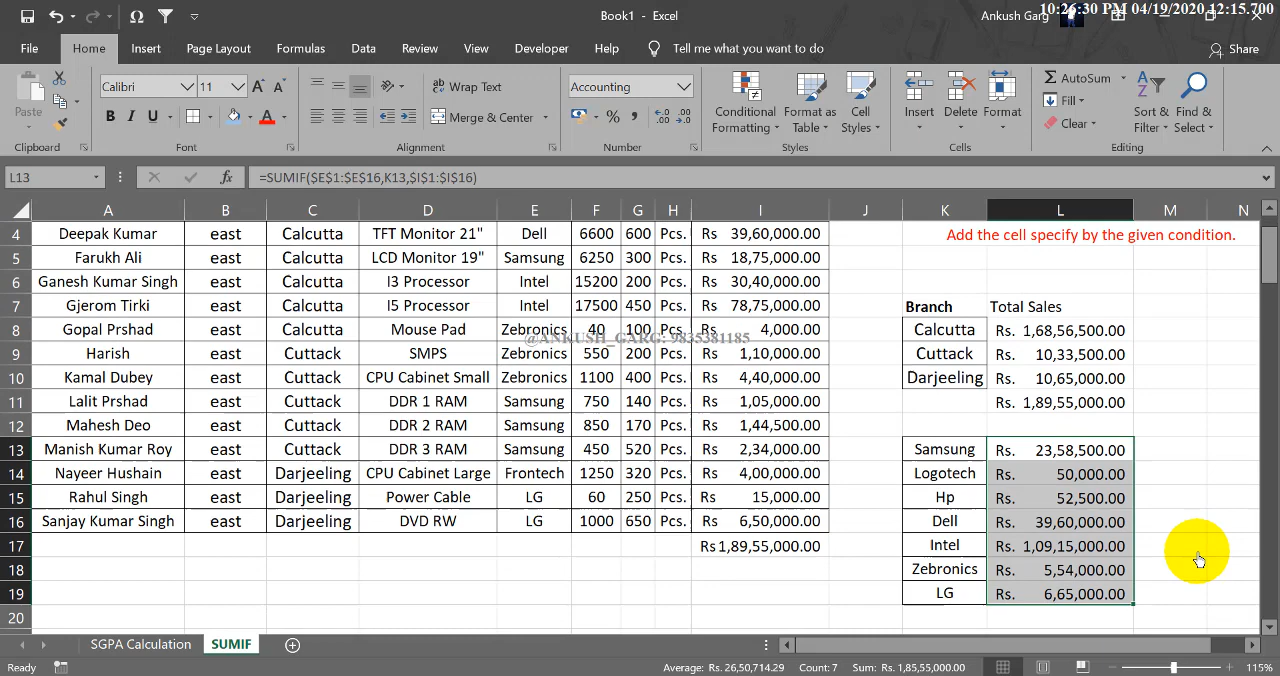 10:26:30 PM 04/19/2020 12:15.700
Book1 - Excel
Ankush Garg
File Home Insert Page Layout Formulas Data Review View Developer Help Tell me what you want to do Share
Paste Calibri 11 B I U Wrap Text Merge & Center Accounting % , Conditional Formatting Format as Table Cell Styles Insert Delete Format AutoSum Fill Clear Sort & Filter Find & Select
Clipboard Font Alignment Number Styles Cells Editing
L13 fx =SUMIF($E$1:$E$16,K13,$I$1:$I$16)
A B C D E F G H I J K L M N
4 Deepak Kumar east Calcutta TFT Monitor 21" Dell 6600 600 Pcs. Rs 39,60,000.00 Add the cell specify by the given condition.
5 Farukh Ali east Calcutta LCD Monitor 19" Samsung 6250 300 Pcs. Rs 18,75,000.00
6 Ganesh Kumar Singh east Calcutta I3 Processor Intel 15200 200 Pcs. Rs 30,40,000.00
7 Gjerom Tirki east Calcutta I5 Processor Intel 17500 450 Pcs. Rs 78,75,000.00 Branch Total Sales
8 Gopal Prshad east Calcutta Mouse Pad Zebronics 40 100 Pcs. Rs 4,000.00 Calcutta Rs. 1,68,56,500.00
@ANKUSH_GARG: 9835381185
9 Harish east Cuttack SMPS Zebronics 550 200 Pcs. Rs 1,10,000.00 Cuttack Rs. 10,33,500.00
10 Kamal Dubey east Cuttack CPU Cabinet Small Zebronics 1100 400 Pcs. Rs 4,40,000.00 Darjeeling Rs. 10,65,000.00
11 Lalit Prshad east Cuttack DDR 1 RAM Samsung 750 140 Pcs. Rs 1,05,000.00 Rs. 1,89,55,000.00
12 Mahesh Deo east Cuttack DDR 2 RAM Samsung 850 170 Pcs. Rs 1,44,500.00
13 Manish Kumar Roy east Cuttack DDR 3 RAM Samsung 450 520 Pcs. Rs 2,34,000.00 Samsung Rs. 23,58,500.00
14 Nayeer Hushain east Darjeeling CPU Cabinet Large Frontech 1250 320 Pcs. Rs 4,00,000.00 Logotech Rs. 50,000.00
15 Rahul Singh east Darjeeling Power Cable LG 60 250 Pcs. Rs 15,000.00 Hp Rs. 52,500.00
16 Sanjay Kumar Singh east Darjeeling DVD RW LG 1000 650 Pcs. Rs 6,50,000.00 Dell Rs. 39,60,000.00
17 Rs 1,89,55,000.00 Intel Rs. 1,09,15,000.00
18 Zebronics Rs. 5,54,000.00
19 LG Rs. 6,65,000.00
20
SGPA Calculation SUMIF
Ready Average: Rs. 26,50,714.29 Count: 7 Sum: Rs. 1,85,55,000.00 115%